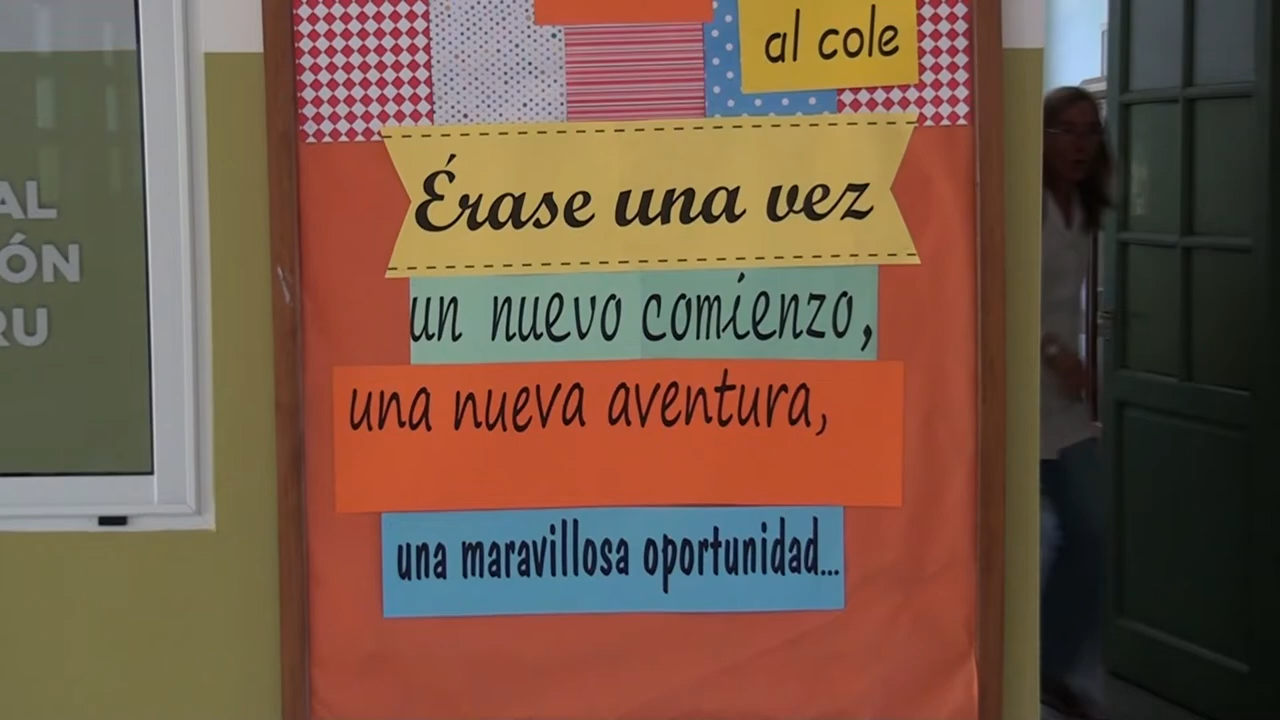 al cole
Érase una vez
un nuevo comienzo,
una nueva aventura,
una maravillosa oportunidad...
AL
ÓN
RU